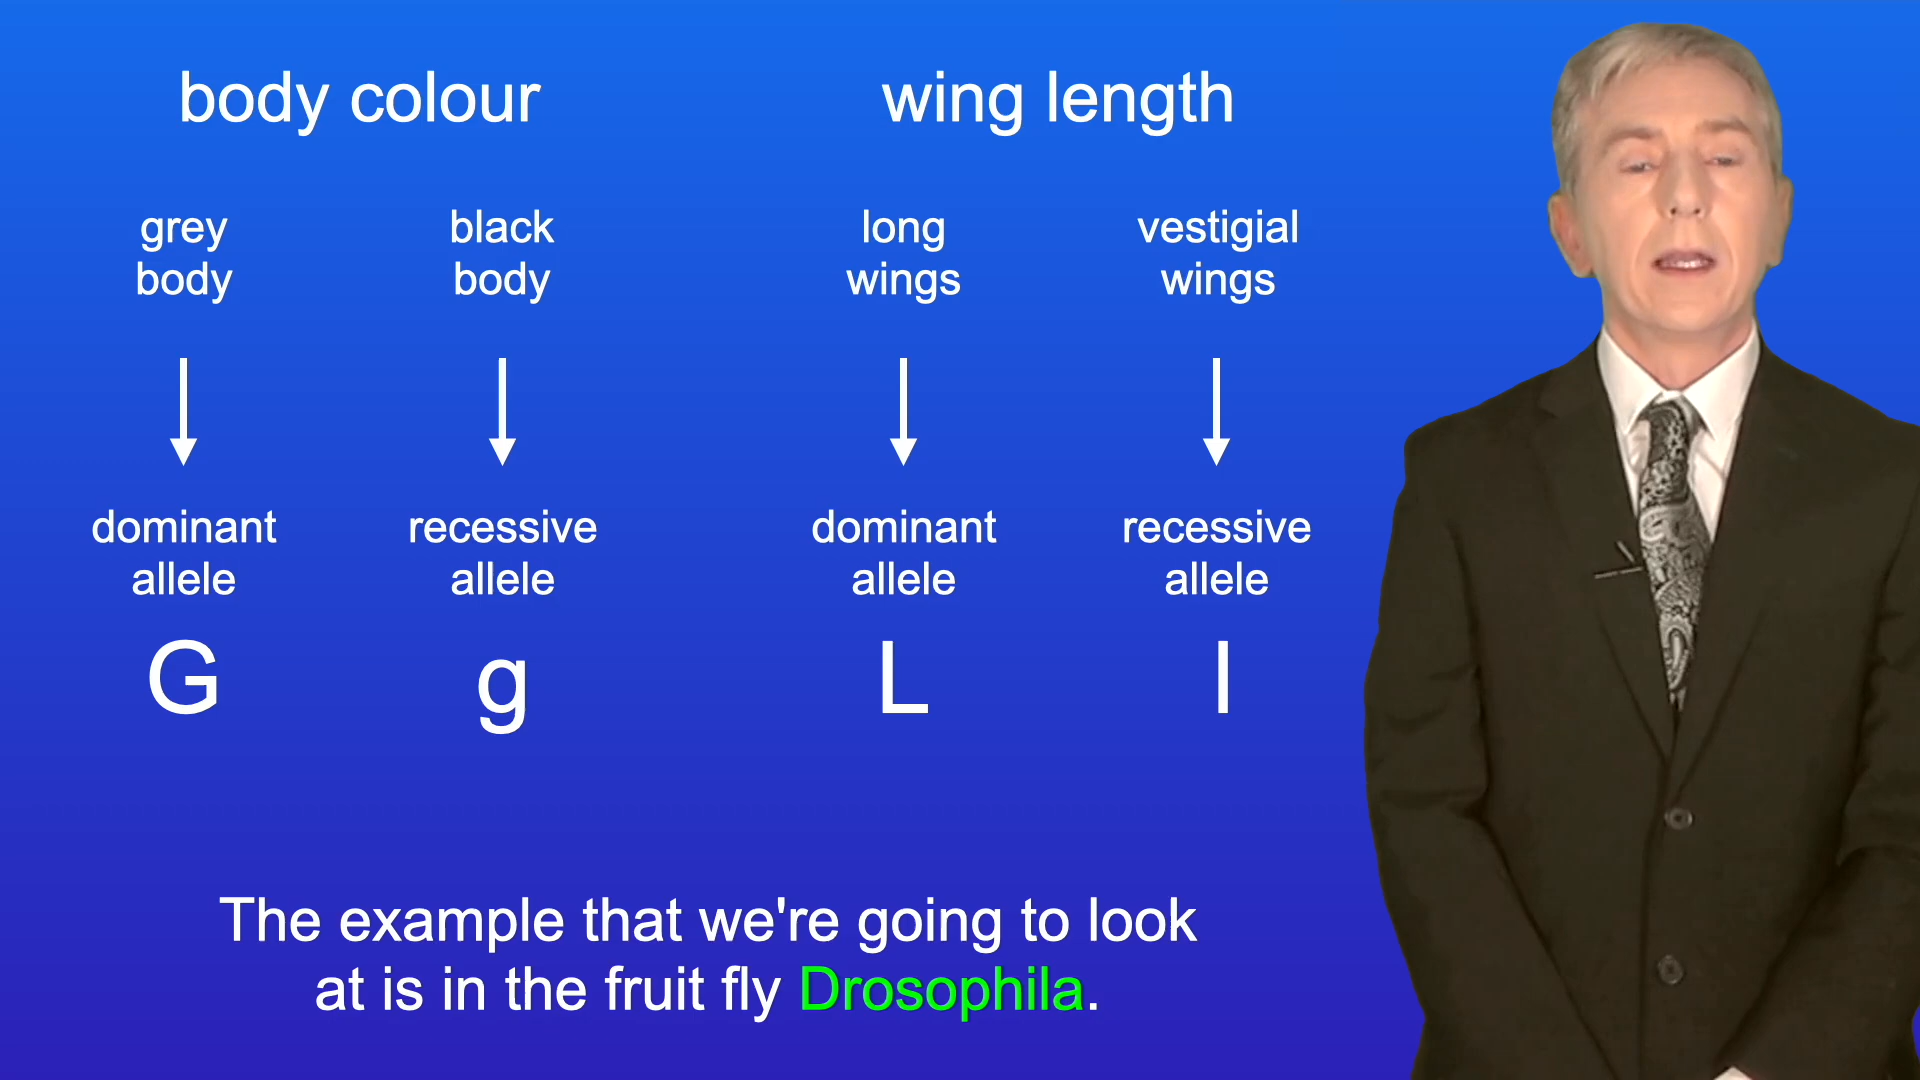 body colour
wing length
grey
body
black
body
long
wings
vestigial
wings
dominant
allele
recessive
allele
dominant
allele
recessive
allele
G
g
L
l
The example that we're going to look
at is in the fruit fly Drosophila.